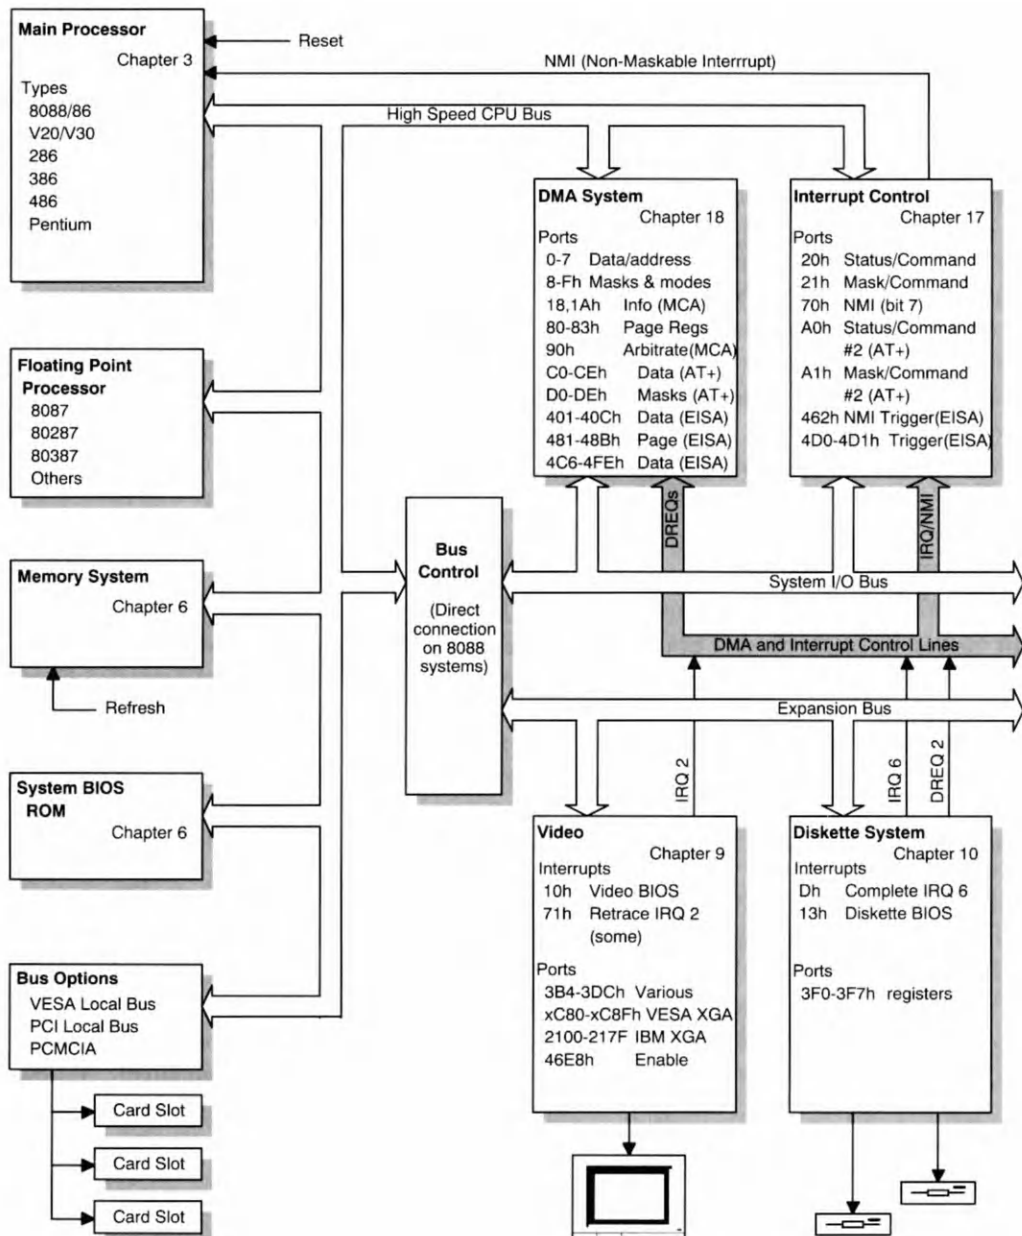 Main Processor
Chapter 3
Types
8088/86
V20/V30
286
386
486
Pentium
Reset
NMI (Non-Maskable Interrrupt)
High Speed CPU Bus
DMA System
Chapter 18
Ports
0-7 Data/address
8-Fh Masks & modes
18,1Ah Info (MCA)
80-83h Page Regs
90h Arbitrate(MCA)
C0-CEh Data (AT+)
D0-DEh Masks (AT+)
401-40Ch Data (EISA)
481-48Bh Page (EISA)
4C6-4FEh Data (EISA)
Interrupt Control
Chapter 17
Ports
20h Status/Command
21h Mask/Command
70h NMI (bit 7)
A0h Status/Command
#2 (AT+)
A1h Mask/Command
#2 (AT+)
462h NMI Trigger(EISA)
4D0-4D1h Trigger(EISA)
Floating Point
Processor
8087
80287
80387
Others
Memory System
Chapter 6
Refresh
Bus
Control
(Direct
connection
on 8088
systems)
DREQs
IRQ/NMI
System I/O Bus
DMA and Interrupt Control Lines
Expansion Bus
IRQ 2
IRQ 6
DREQ 2
System BIOS
ROM
Chapter 6
Video
Chapter 9
Interrupts
10h Video BIOS
71h Retrace IRQ 2
(some)
Ports
3B4-3DCh Various
xC80-xC8Fh VESA XGA
2100-217F IBM XGA
46E8h Enable
Diskette System
Chapter 10
Interrupts
Dh Complete IRQ 6
13h Diskette BIOS
Ports
3F0-3F7h registers
Bus Options
VESA Local Bus
PCI Local Bus
PCMCIA
Card Slot
Card Slot
Card Slot